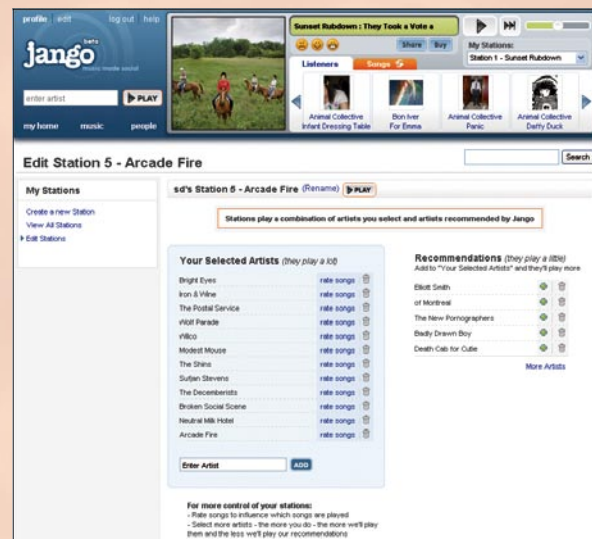 profile edit log out help
jango
beta
music made social
enter artist PLAY
my home music people
Sunset Rubdown : They Took a Vote a
Share Buy
My Stations:
Station 1 - Sunset Rubdown
Listeners Songs 5
Animal Collective
Infant Dressing Table
Bon Iver
For Emma
Animal Collective
Panic
Animal Collective
Daffy Duck
Edit Station 5 - Arcade Fire
Search
My Stations
Create a new Station
View All Stations
Edit Stations
sd's Station 5 - Arcade Fire (Rename) PLAY
Stations play a combination of artists you select and artists recommended by Jango
Your Selected Artists (they play a lot)
Bright Eyes rate songs
Iron & Wine rate songs
The Postal Service rate songs
Wolf Parade rate songs
Wilco rate songs
Modest Mouse rate songs
The Shins rate songs
Sufjan Stevens rate songs
The Decemberists rate songs
Broken Social Scene rate songs
Neutral Milk Hotel rate songs
Arcade Fire rate songs
Enter Artist ADD
Recommendations (they play a little)
Add to "Your Selected Artists" and they'll play more
Elliott Smith
of Montreal
The New Pornographers
Badly Drawn Boy
Death Cab for Cutie
More Artists
For more control of your stations:
- Rate songs to influence which songs are played
- Select more artists - the more you do - the more we'll play
them and the less we'll play our recommendations